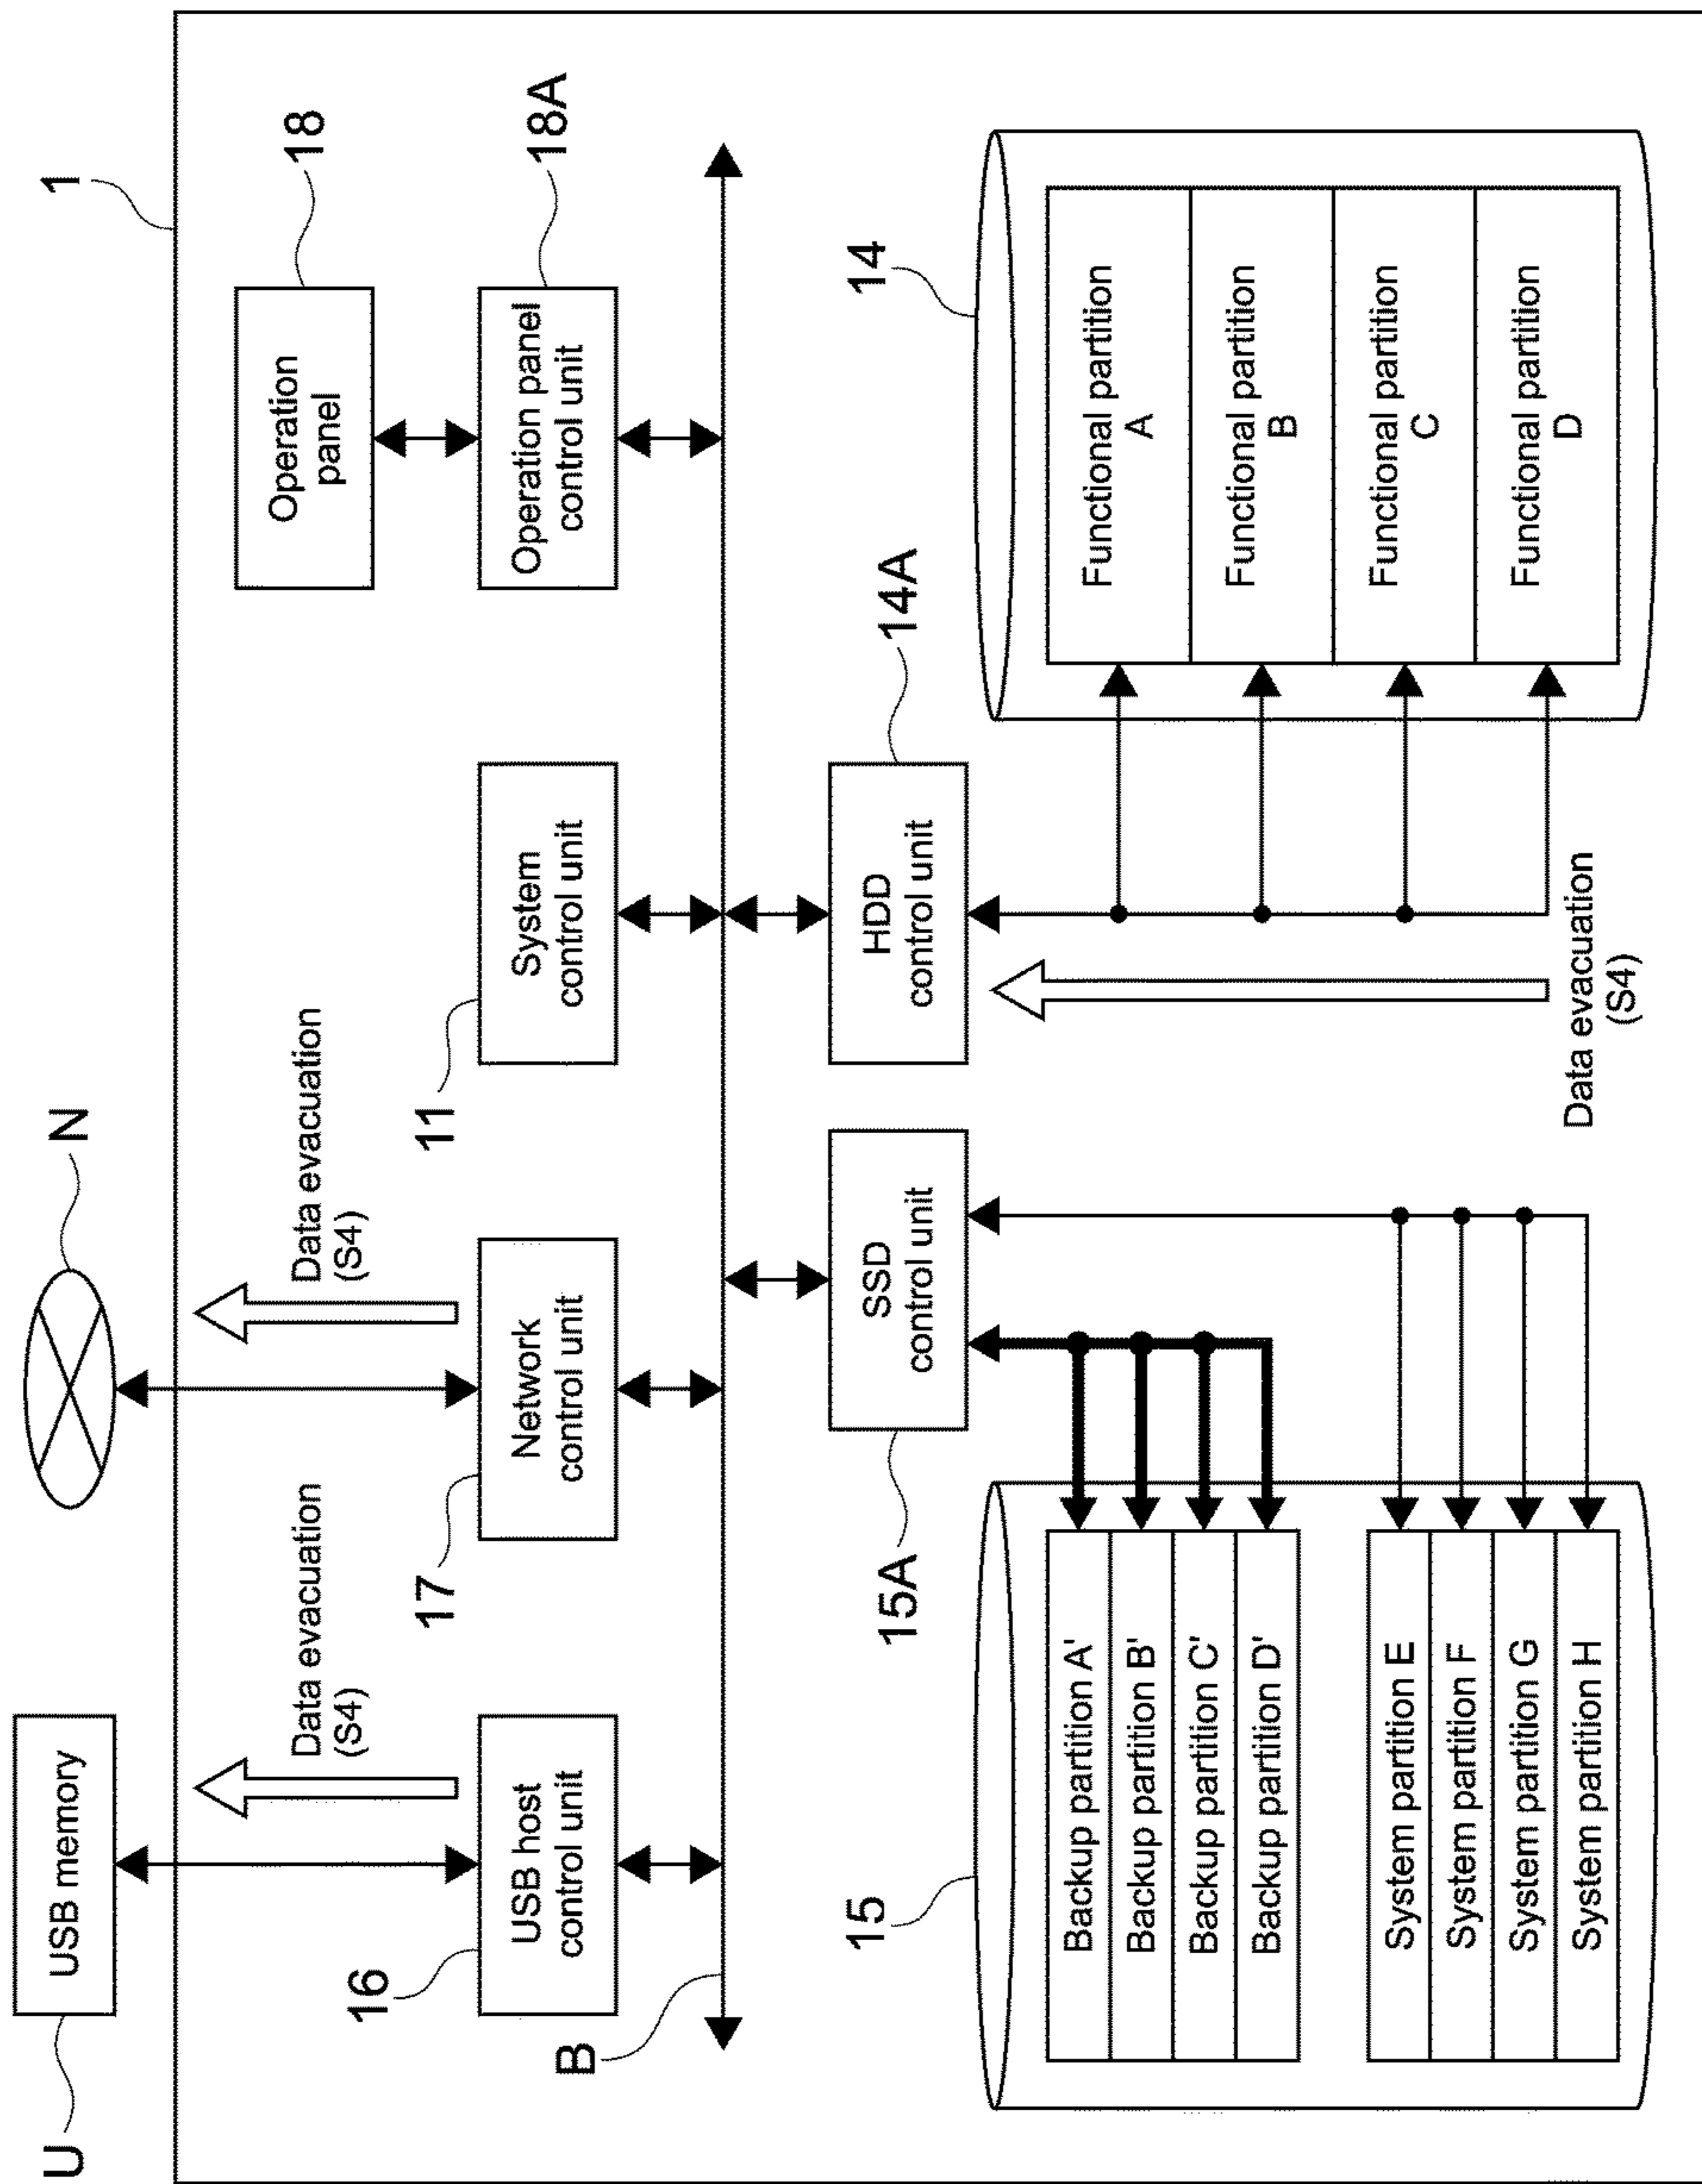 U
USB memory
N
1
Data evacuation
(S4)
Data evacuation
(S4)
Operation
panel
18
16
USB host
control unit
17
Network
control unit
11
System
control unit
Operation panel
control unit
18A
B
15
15A
SSD
control unit
HDD
control unit
14A
14
Backup partition A'
Backup partition B'
Backup partition C'
Backup partition D'
System partition E
System partition F
System partition G
System partition H
Functional partition
A
Functional partition
B
Functional partition
C
Functional partition
D
Data evacuation
(S4)